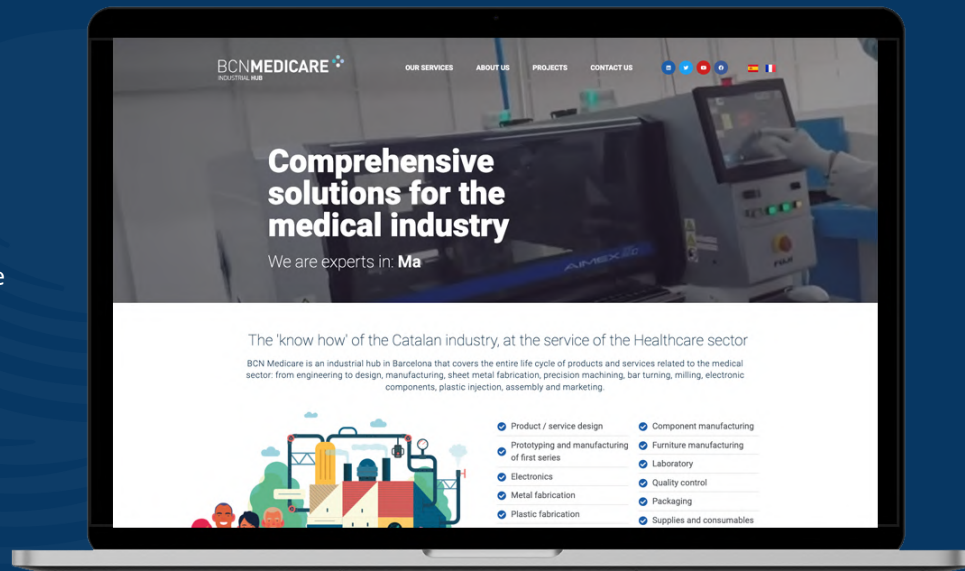 BCNMEDICARE
INDUSTRIAL HUB
OUR SERVICES ABOUT US PROJECTS CONTACT US
Comprehensive
solutions for the
medical industry
We are experts in: Ma
AIMEX
FUJI
e
The 'know how' of the Catalan industry, at the service of the Healthcare sector
BCN Medicare is an industrial hub in Barcelona that covers the entire life cycle of products and services related to the medical
sector: from engineering to design, manufacturing, sheet metal fabrication, precision machining, bar turning, milling, electronic
components, plastic injection, assembly and marketing.
Product / service design
Prototyping and manufacturing
of first series
Electronics
Metal fabrication
Plastic fabrication
Component manufacturing
Furniture manufacturing
Laboratory
Quality control
Packaging
Supplies and consumables